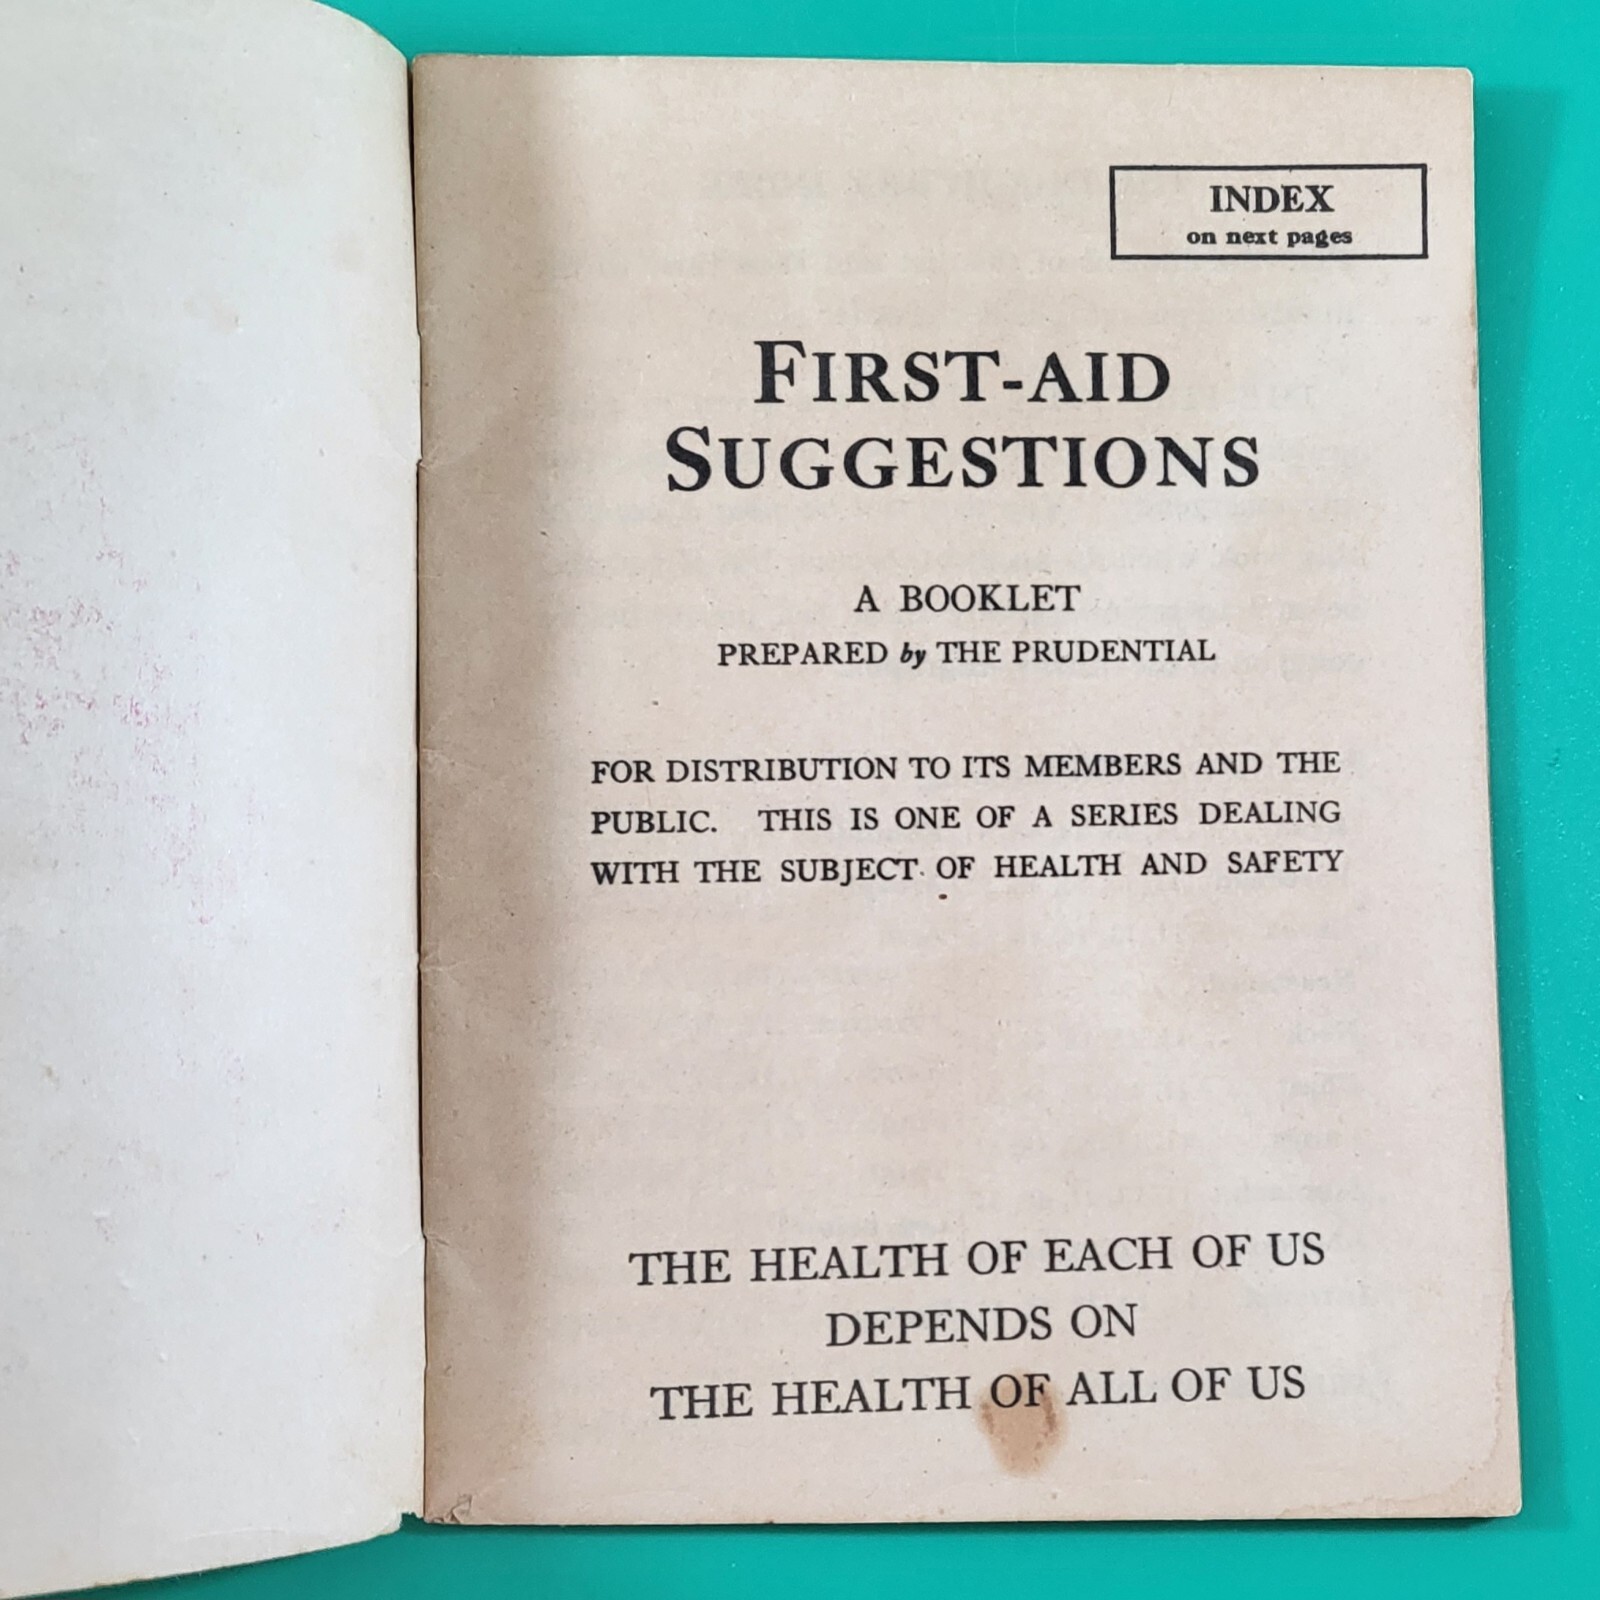 INDEX
on next pages
FIRST-AID
SUGGESTIONS
A BOOKLET
PREPARED by THE PRUDENTIAL
FOR DISTRIBUTION TO ITS MEMBERS AND THE
PUBLIC. THIS IS ONE OF A SERIES DEALING
WITH THE SUBJECT OF HEALTH AND SAFETY
THE HEALTH OF EACH OF US
DEPENDS ON
THE HEALTH OF ALL OF US